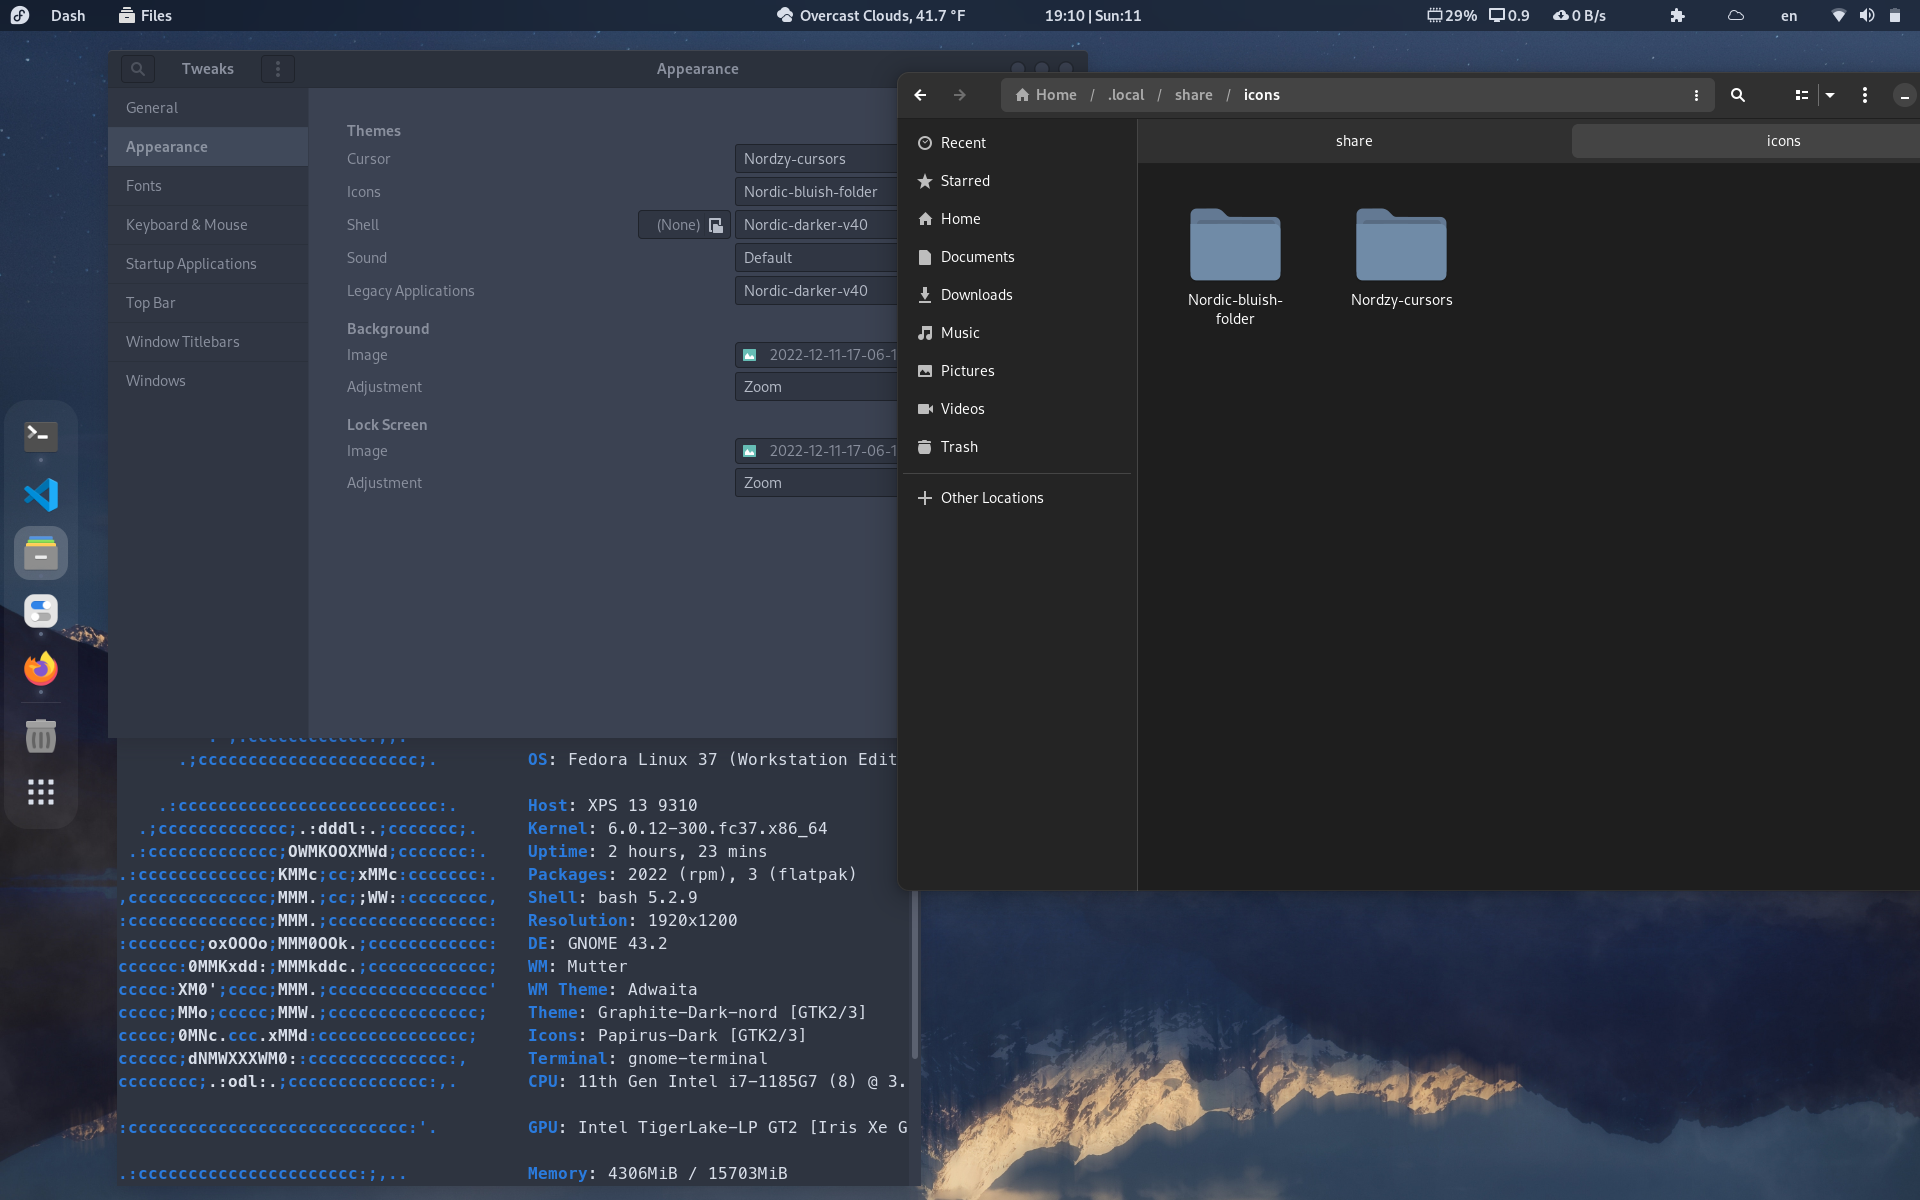 Dash
Files
Overcast Clouds, 41.7 °F
19:10 | Sun:11
29%
0.9
0 B/s
en
Tweaks
Appearance
General
Appearance
Fonts
Keyboard & Mouse
Startup Applications
Top Bar
Window Titlebars
Windows
Themes
Cursor
Nordzy-cursors
Icons
Nordic-bluish-folder
Shell
(None)
Nordic-darker-v40
Sound
Default
Legacy Applications
Nordic-darker-v40
Background
Image
2022-12-11-17-06-1
Adjustment
Zoom
Lock Screen
Image
2022-12-11-17-06-1
Adjustment
Zoom
Home / .local / share / icons
Recent
Starred
Home
Documents
Downloads
Music
Pictures
Videos
Trash
Other Locations
share
icons
Nordic-bluish-
folder
Nordzy-cursors
.;cccccccccccccccccccccc;. OS: Fedora Linux 37 (Workstation Edit
.:cccccccccccccccccccccccccc:. Host: XPS 13 9310
.;ccccccccccccc;.:dddl:.;ccccccc;. Kernel: 6.0.12-300.fc37.x86_64
.:ccccccccccccc;OWMKOOXMWd;ccccccc:. Uptime: 2 hours, 23 mins
.:ccccccccccccc;KMMc;cc;xMMc:ccccccc:. Packages: 2022 (rpm), 3 (flatpak)
,cccccccccccccc;MMM.;cc;;WW::cccccccc, Shell: bash 5.2.9
:cccccccccccccc;MMM.;cccccccccccccccc: Resolution: 1920x1200
:ccccccc;oxOOOo;MMM0OOk.;cccccccccccc: DE: GNOME 43.2
cccccc:0MMKxdd:;MMMkddc.;cccccccccccc; WM: Mutter
ccccc:XM0';cccc;MMM.;cccccccccccccccc' WM Theme: Adwaita
ccccc;MMo;ccccc;MMW.;ccccccccccccccc; Theme: Graphite-Dark-nord [GTK2/3]
ccccc;0MNc.ccc.xMMd:ccccccccccccccc; Icons: Papirus-Dark [GTK2/3]
cccccc;dNMWXXXWM0::cccccccccccccc:, Terminal: gnome-terminal
cccccccc;.:odl:.;cccccccccccccc:,. CPU: 11th Gen Intel i7-1185G7 (8) @ 3.
:cccccccccccccccccccccccccccc:'. GPU: Intel TigerLake-LP GT2 [Iris Xe G
.:cccccccccccccccccccccc:;,.. Memory: 4306MiB / 15703MiB